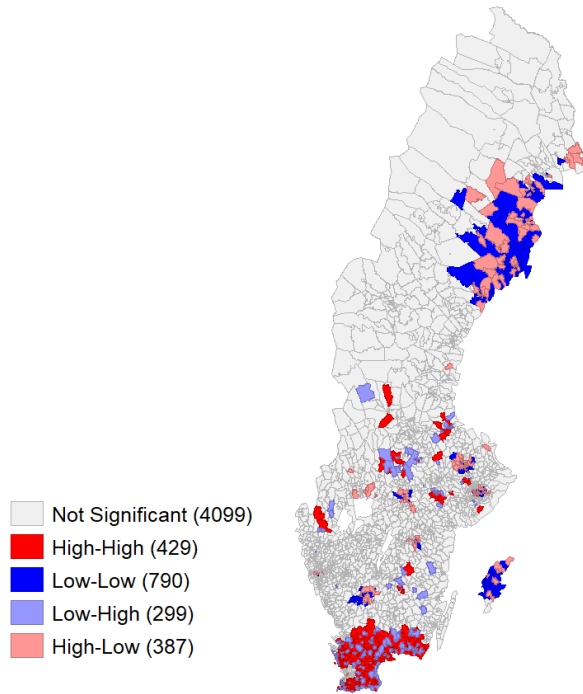 Not Significant (4099)
High-High (429)
Low-Low (790)
Low-High (299)
High-Low (387)